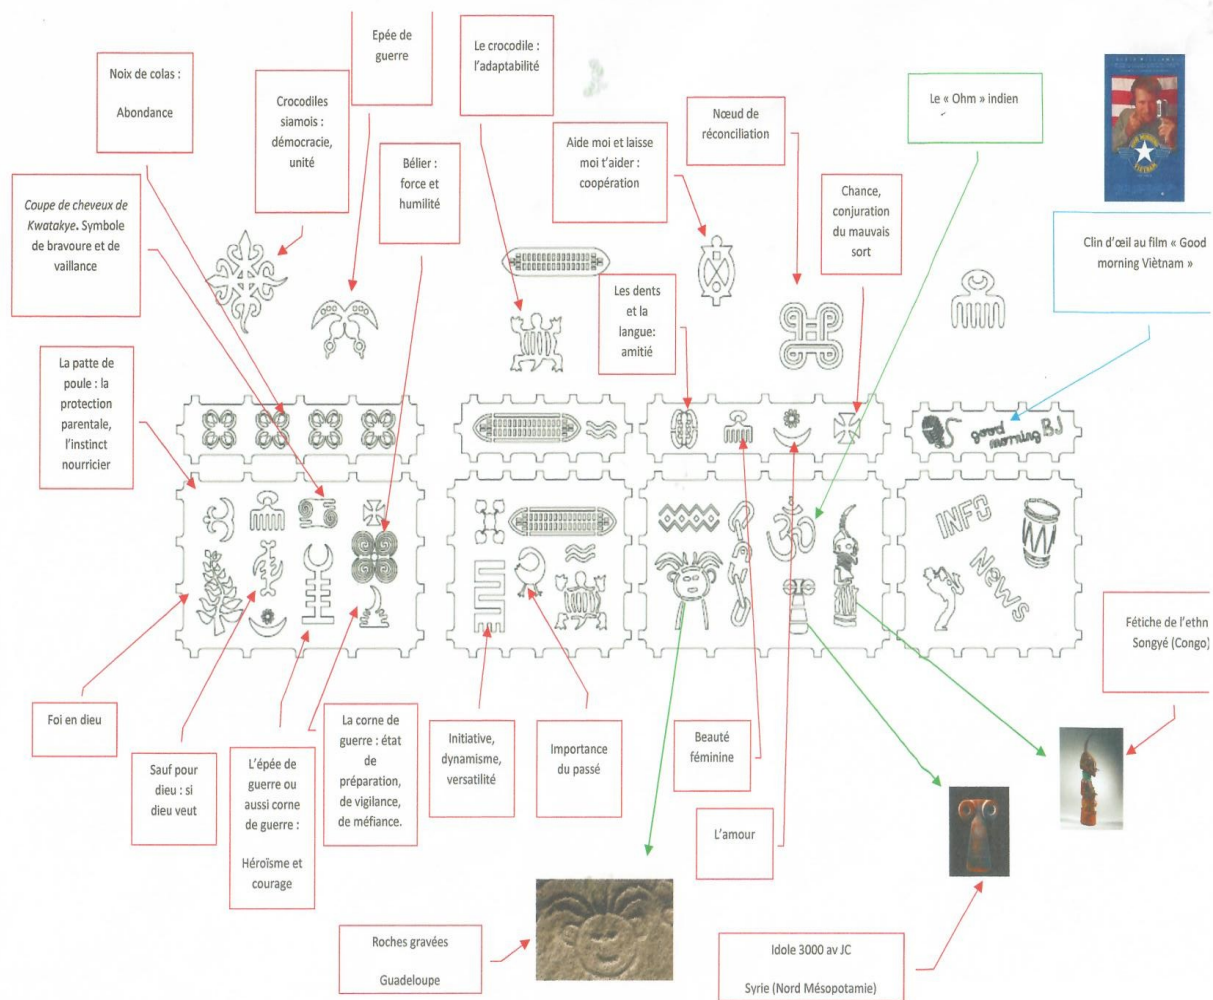 Epée de
guerre
Le crocodile :
l'adaptabilité
Noix de colas :
Abondance
Crocodiles
siamois :
démocratie,
unité
Bélier :
force et
humilité
Aide moi et laisse
moi t'aider :
coopération
Nœud de
réconciliation
Le « Ohm » indien
Chance,
conjuration
du mauvais
sort
Coupe de cheveux de
Kwatakye. Symbole
de bravoure et de
vaillance
Clin d'œil au film « Good
morning Viètnam »
Les dents
et la
langue:
amitié
La patte de
poule : la
protection
parentale,
l'instinct
nourricier
good
morning BJ
INFO
News
Foi en dieu
Sauf pour
dieu : si
dieu veut
L'épée de
guerre ou
aussi corne
de guerre :
Héroïsme et
courage
La corne de
guerre : état
de
préparation,
de vigilance,
de méfiance.
Initiative,
dynamisme,
versatilité
Importance
du passé
Beauté
féminine
L'amour
Fétiche de l'ethn
Songyé (Congo)
Roches gravées
Guadeloupe
Idole 3000 av JC
Syrie (Nord Mésopotamie)